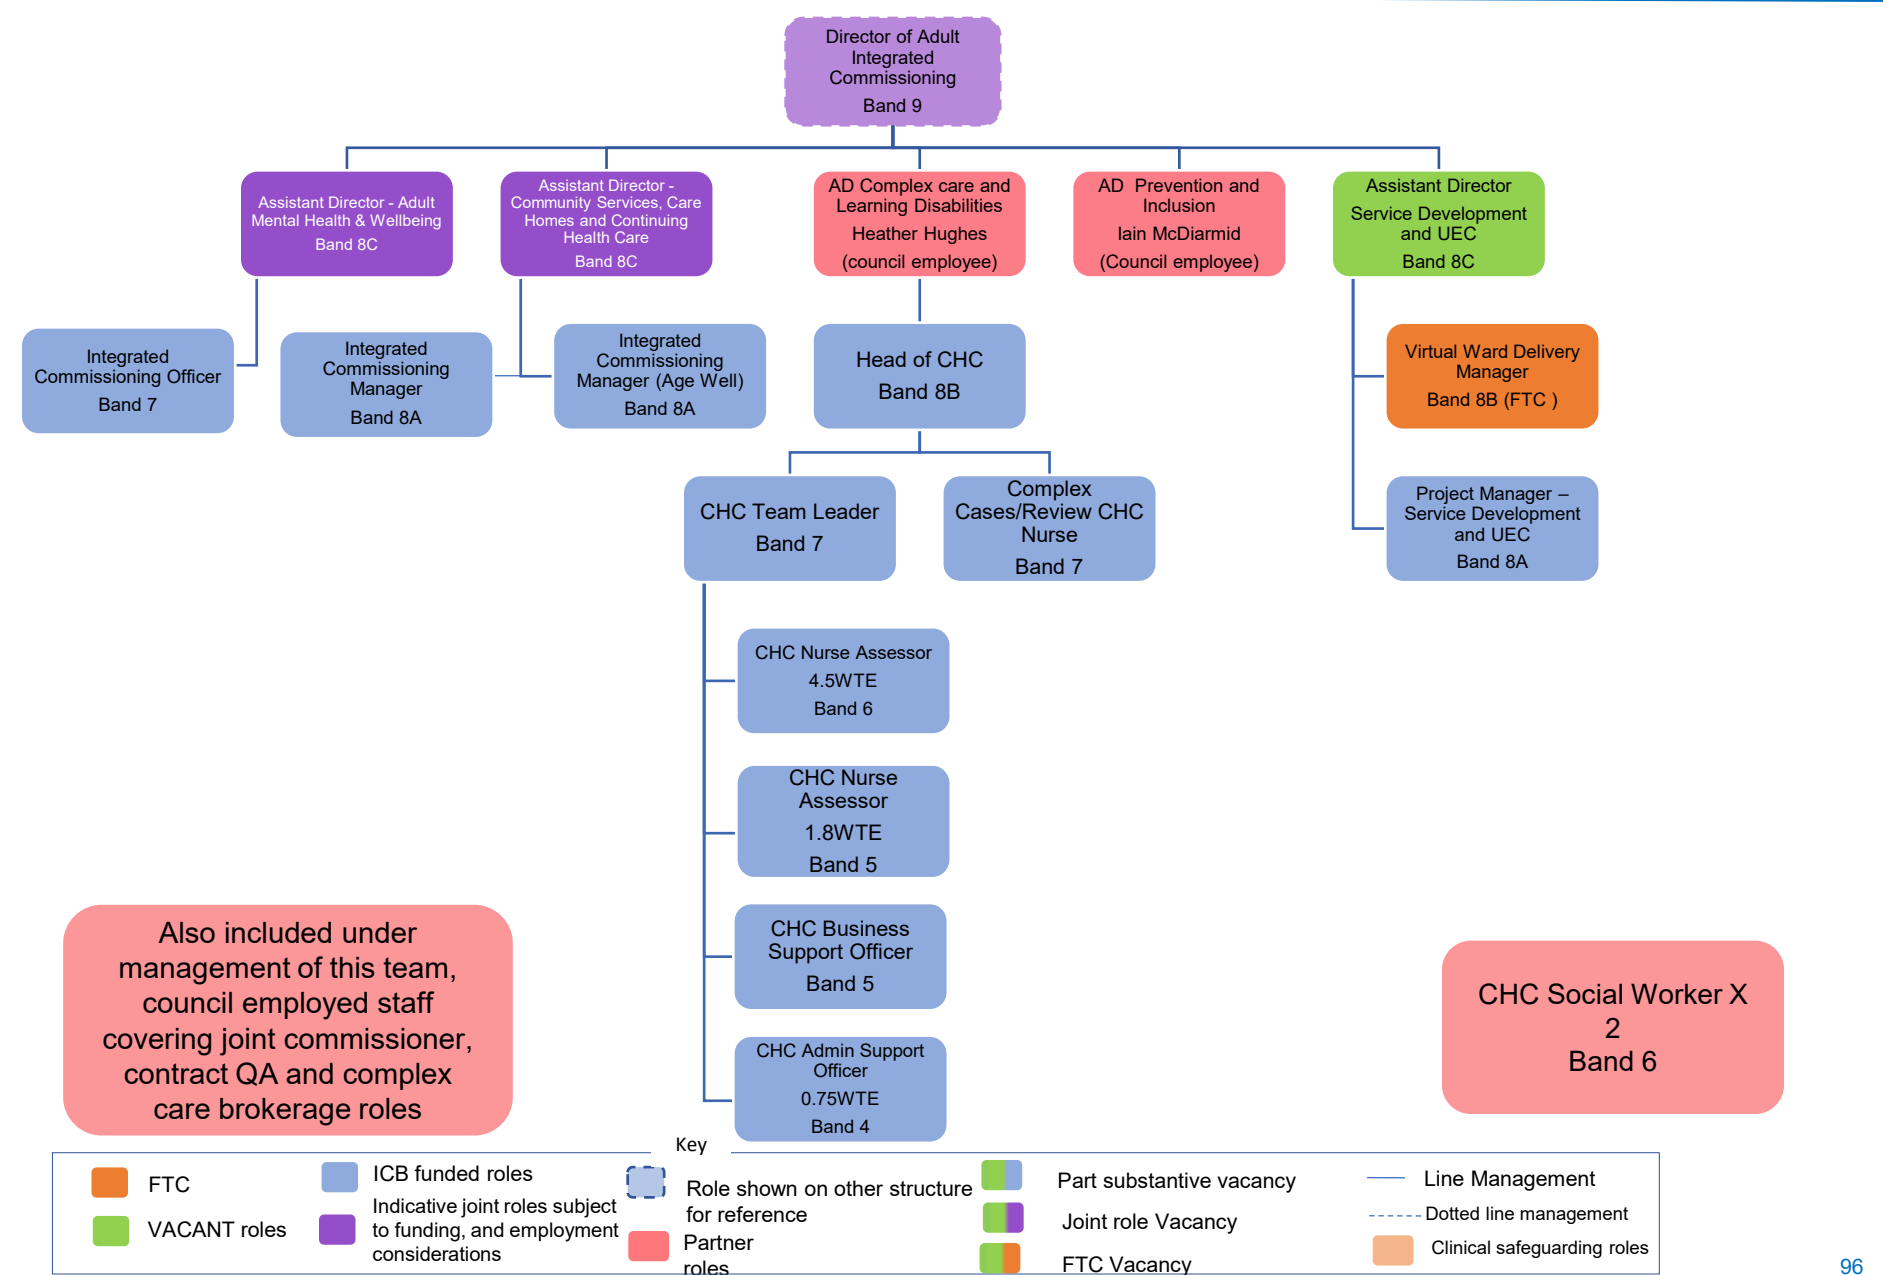 Director of Adult
Integrated
Commissioning
Band 9
Assistant Director - Adult
Mental Health & Wellbeing
Band 8C
Assistant Director -
Community Services, Care
Homes and Continuing
Health Care
Band 8C
AD Complex care and
Learning Disabilities
Heather Hughes
(council employee)
AD  Prevention and
Inclusion
Iain McDiarmid
(Council employee)
Assistant Director
Service Development
and UEC
Band 8C
Integrated
Commissioning Officer
Band 7
Integrated
Commissioning
Manager
Band 8A
Integrated
Commissioning
Manager (Age Well)
Band 8A
Head of CHC
Band 8B
Virtual Ward Delivery
Manager
Band 8B (FTC )
CHC Team Leader
Band 7
Complex
Cases/Review CHC
Nurse
Band 7
Project Manager –
Service Development
and UEC
Band 8A
CHC Nurse Assessor
4.5WTE
Band 6
CHC Nurse
Assessor
1.8WTE
Band 5
CHC Business
Support Officer
Band 5
CHC Admin Support
Officer
0.75WTE
Band 4
Also included under
management of this team,
council employed staff
covering joint commissioner,
contract QA and complex
care brokerage roles
CHC Social Worker X
2
Band 6
Key
FTC
VACANT roles
ICB funded roles
Indicative joint roles subject
to funding, and employment
considerations
Role shown on other structure
for reference
Partner
roles
Part substantive vacancy
Joint role Vacancy
FTC Vacancy
Line Management
Dotted line management
Clinical safeguarding roles
96